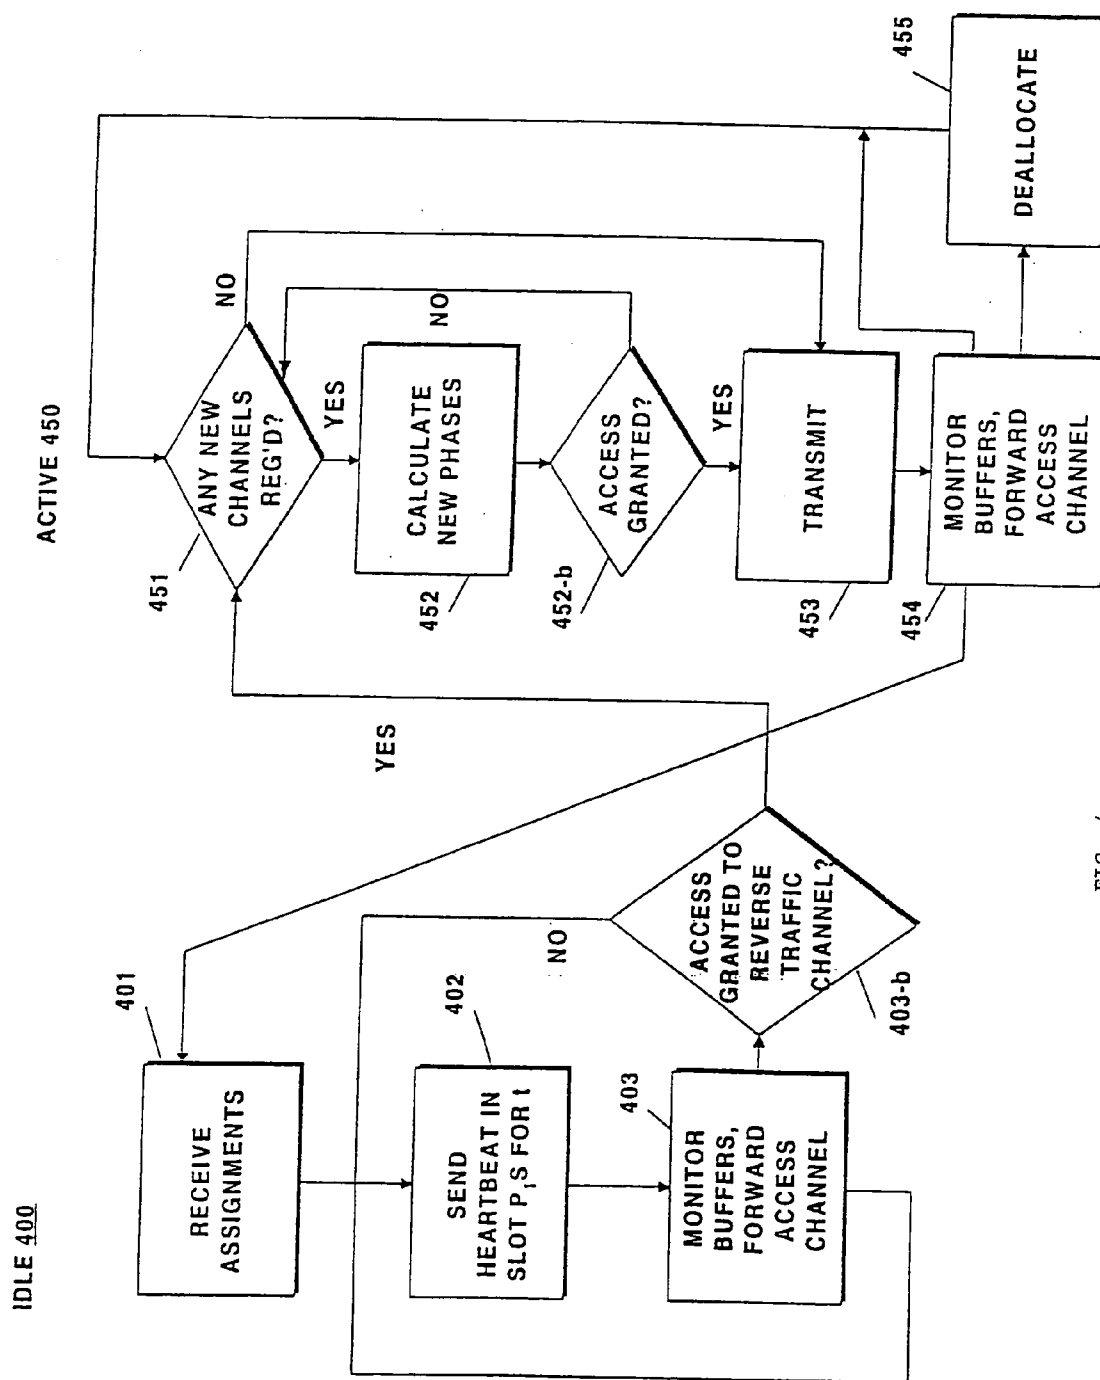 IDLE 400
401
RECEIVE
ASSIGNMENTS
402
SEND
HEARTBEAT IN
SLOT PiS FOR t
403
MONITOR
BUFFERS,
FORWARD
ACCESS
CHANNEL
ACCESS
GRANTED TO
REVERSE
TRAFFIC
CHANNEL?
403-b
NO
YES
ACTIVE 450
451
ANY NEW
CHANNELS
REG'D?
NO
YES
452
CALCULATE
NEW PHASES
NO
452-b
ACCESS
GRANTED?
YES
453
TRANSMIT
454
MONITOR
BUFFERS,
FORWARD
ACCESS
CHANNEL
455
DEALLOCATE